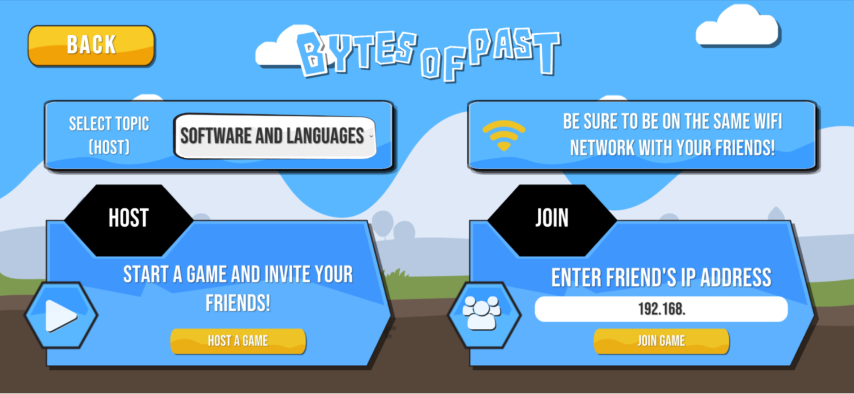 BACK
BYTES OF PAST
SELECT TOPIC
(HOST)
SOFTWARE AND LANGUAGES
BE SURE TO BE ON THE SAME WIFI
NETWORK WITH YOUR FRIENDS!
HOST
START A GAME AND INVITE YOUR
FRIENDS!
HOST A GAME
JOIN
ENTER FRIEND'S IP ADDRESS
192.168.
JOIN GAME